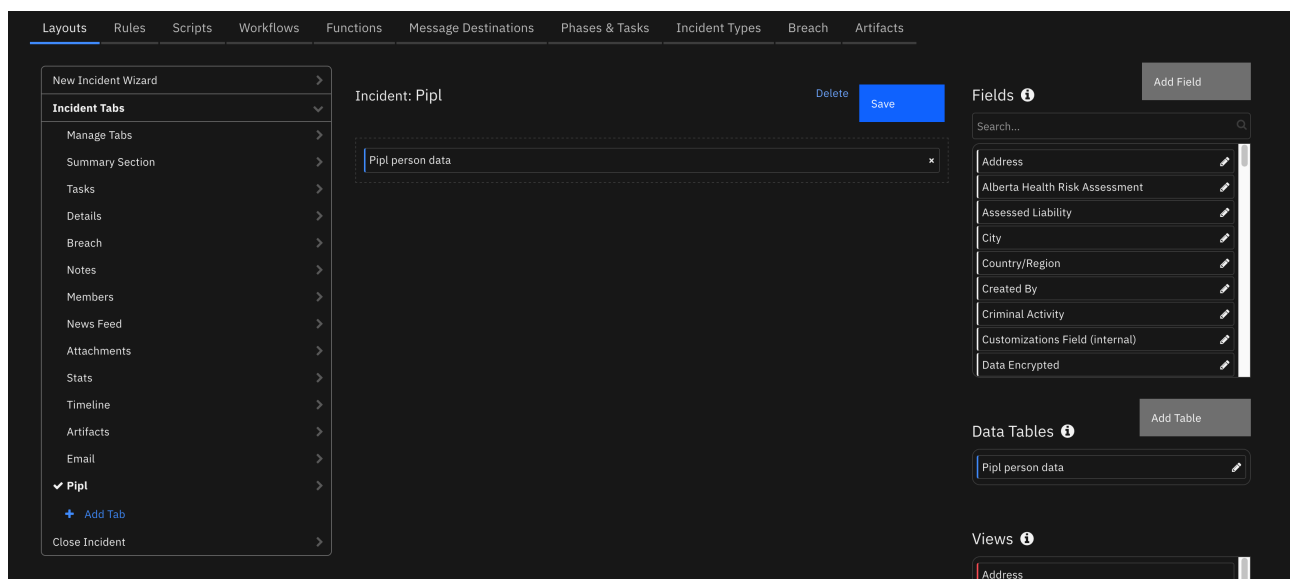 Layouts Rules Scripts Workflows Functions Message Destinations Phases & Tasks Incident Types Breach Artifacts
New Incident Wizard
Incident Tabs
Manage Tabs
Summary Section
Tasks
Details
Breach
Notes
Members
News Feed
Attachments
Stats
Timeline
Artifacts
Email
Pipl
Add Tab
Close Incident
Incident: Pipl
Delete
Save
Pipl person data
Fields
Add Field
Search...
Address
Alberta Health Risk Assessment
Assessed Liability
City
Country/Region
Created By
Criminal Activity
Customizations Field (internal)
Data Encrypted
Data Tables
Add Table
Pipl person data
Views
Address